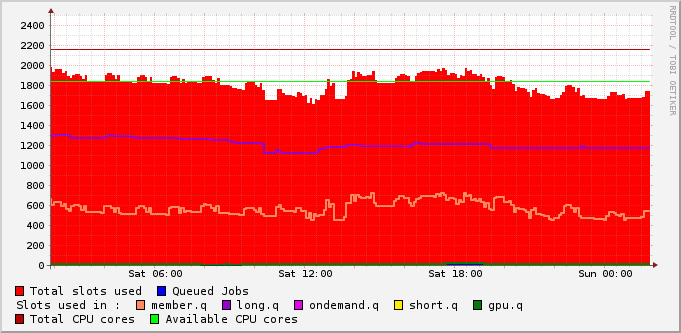 2400
2200
2000
1800
1600
1400
1200
1000
800
600
400
200
0
Sat 06:00 Sat 12:00 Sat 18:00 Sun 00:00
Total slots used Queued Jobs
Slots used in : member.q long.q ondemand.q short.q gpu.q
Total CPU cores Available CPU cores
RRDTOOL / TOBI OETIKER